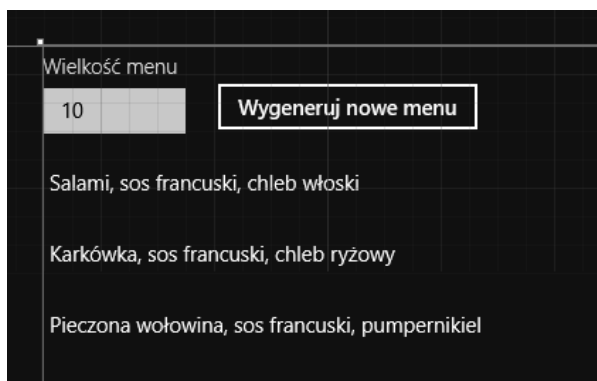 Wielkość menu
10
Wygeneruj nowe menu
Salami, sos francuski, chleb włoski
Karkówka, sos francuski, chleb ryżowy
Pieczona wołowina, sos francuski, pumpernikiel